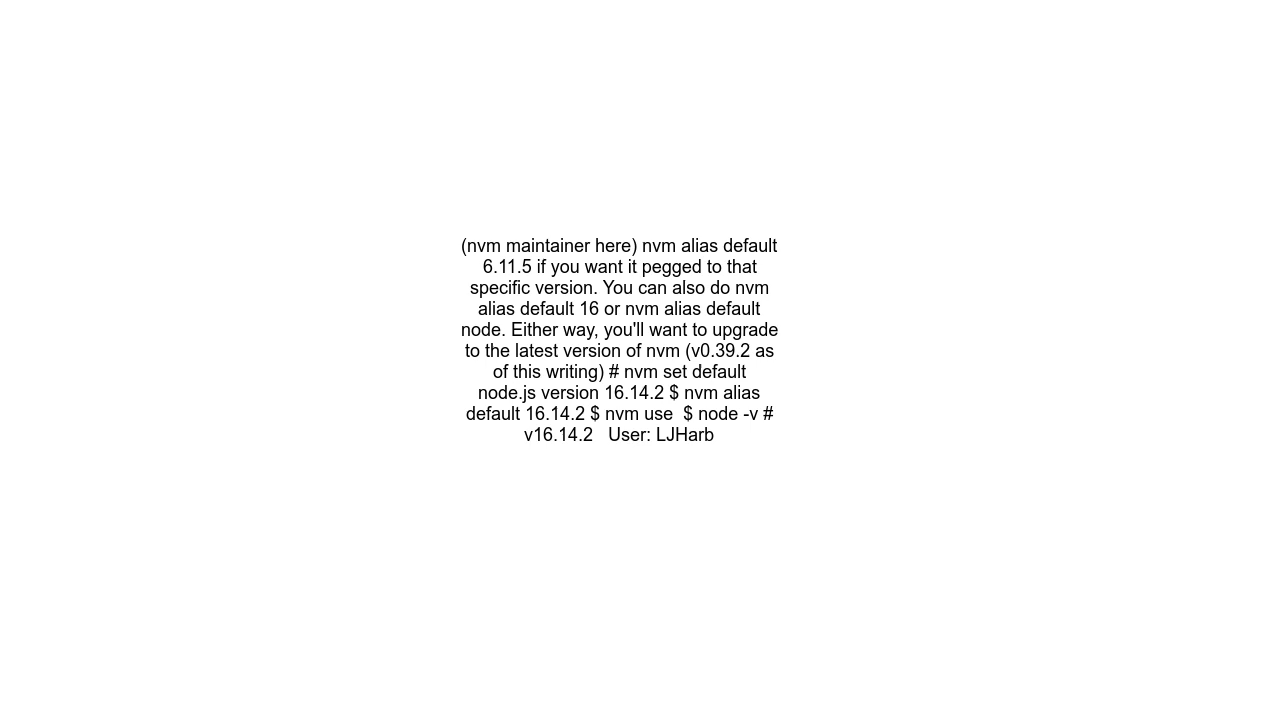 (nvm maintainer here) nvm alias default
6.11.5 if you want it pegged to that
specific version. You can also do nvm
alias default 16 or nvm alias default
node. Either way, you'll want to upgrade
to the latest version of nvm (v0.39.2 as
of this writing) # nvm set default
node.js version 16.14.2 $ nvm alias
default 16.14.2 $ nvm use  $ node -v #
v16.14.2   User: LJHarb